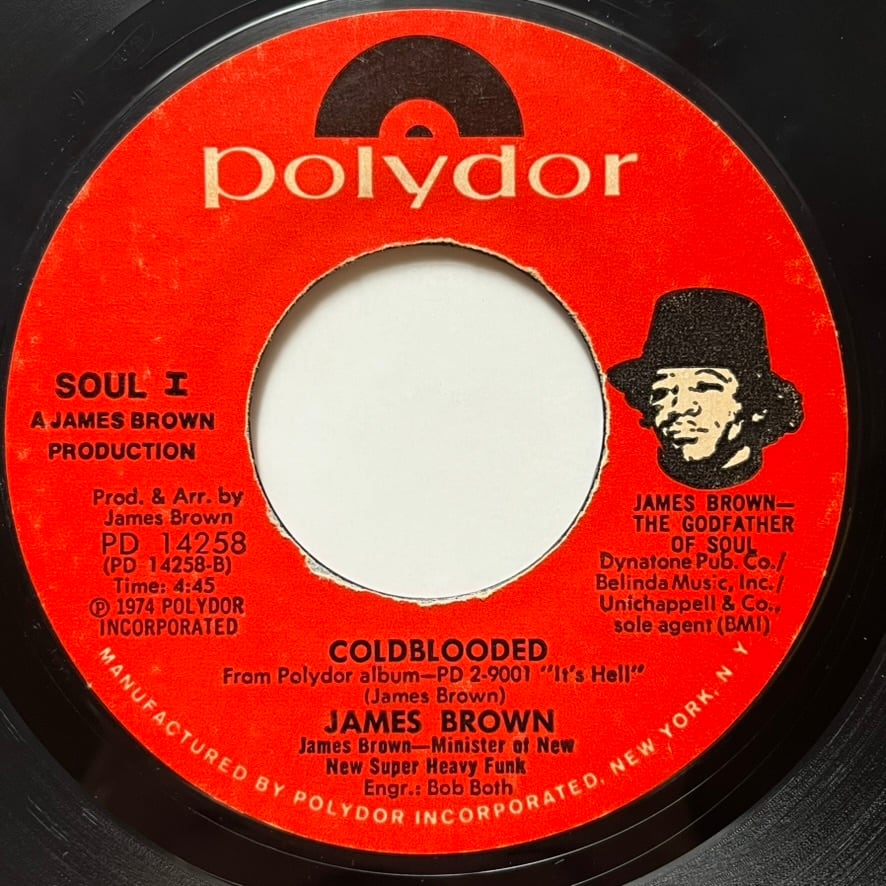 polydor
SOUL I
A JAMES BROWN
PRODUCTION
Prod. & Arr. by
James Brown
PD 14258
(PD 14258-B)
Time: 4:45
Ⓟ 1974 POLYDOR
INCORPORATED
JAMES BROWN—
THE GODFATHER
OF SOUL
Dynatone Pub. Co./
Belinda Music, Inc./
Unichappell & Co.,
sole agent (BMI)
COLDBLOODED
From Polydor album—PD 2-9001 "It's Hell"
(James Brown)
JAMES BROWN
James Brown—Minister of New
New Super Heavy Funk
Engr.: Bob Both
MANUFACTURED BY POLYDOR INCORPORATED, NEW YORK, N Y